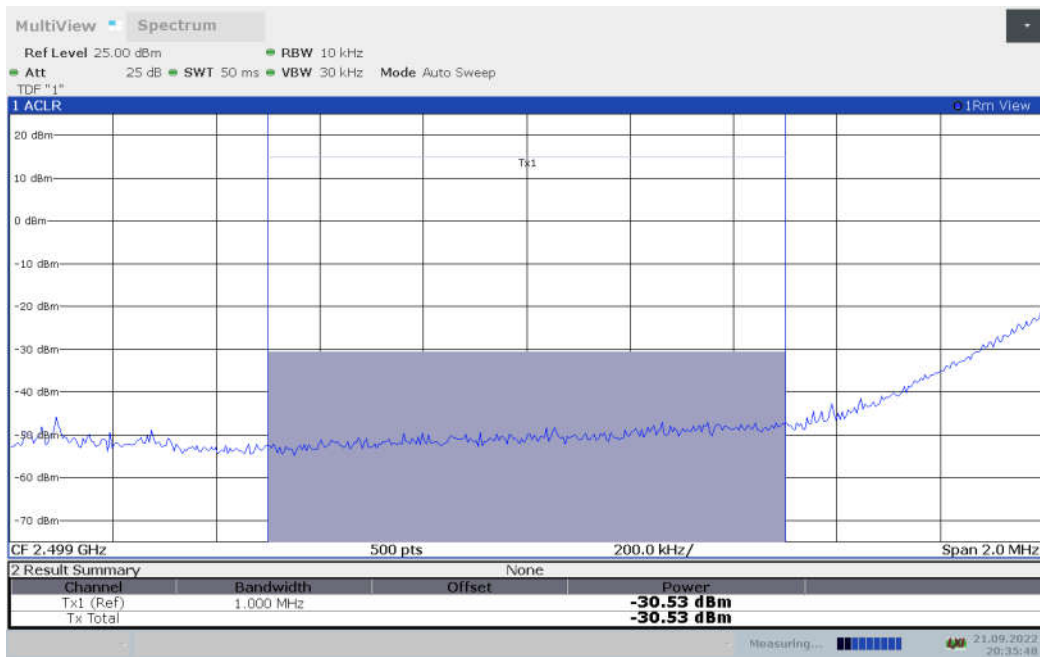 MultiView Spectrum
Ref Level 25.00 dBm RBW 10 kHz
Att 25 dB SWT 50 ms VBW 30 kHz Mode Auto Sweep
TDF "1"
1 ACLR 1Rm View
20 dBm
Tx1
10 dBm
0 dBm
-10 dBm
-20 dBm
-30 dBm
-40 dBm
-50 dBm
-60 dBm
-70 dBm
CF 2.499 GHz 500 pts 200.0 kHz/ Span 2.0 MHz
2 Result Summary None
Channel Bandwidth Offset Power
Tx1 (Ref) 1.000 MHz -30.53 dBm
Tx Total -30.53 dBm
Measuring... 21.09.2022
20:35:48